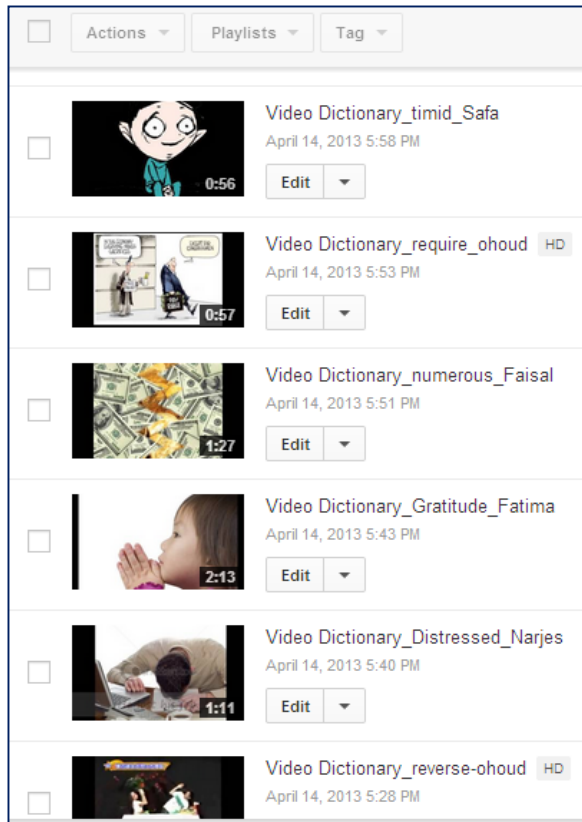 Actions Playlists Tag
Video Dictionary_timid_Safa
April 14, 2013 5:58 PM
0:56
Edit
Video Dictionary_require_ohoud HD
April 14, 2013 5:53 PM
0:57
Edit
Video Dictionary_numerous_Faisal
April 14, 2013 5:51 PM
1:27
Edit
Video Dictionary_Gratitude_Fatima
April 14, 2013 5:43 PM
2:13
Edit
Video Dictionary_Distressed_Narjes
April 14, 2013 5:40 PM
1:11
Edit
Video Dictionary_reverse-ohoud HD
April 14, 2013 5:28 PM